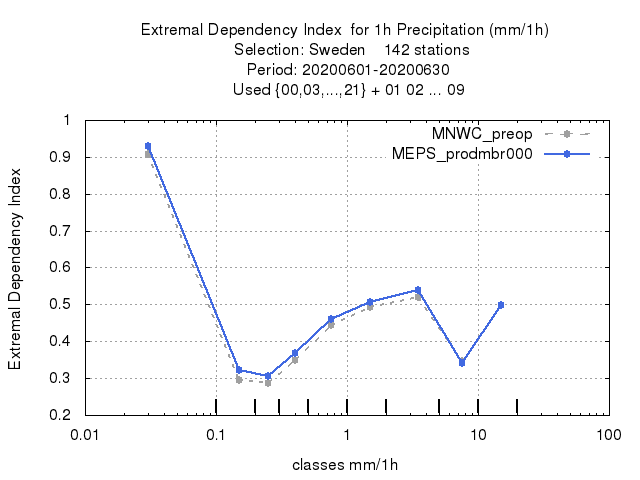 Extremal Dependency Index  for 1h Precipitation (mm/1h)
Selection: Sweden    142 stations
Period: 20200601-20200630
Used {00,03,...,21} + 01 02 ... 09
MNWC_preop
MEPS_prodmbr000
Extremal Dependency Index
1
0.9
0.8
0.7
0.6
0.5
0.4
0.3
0.2
0.01 0.1 1 10 100
classes mm/1h